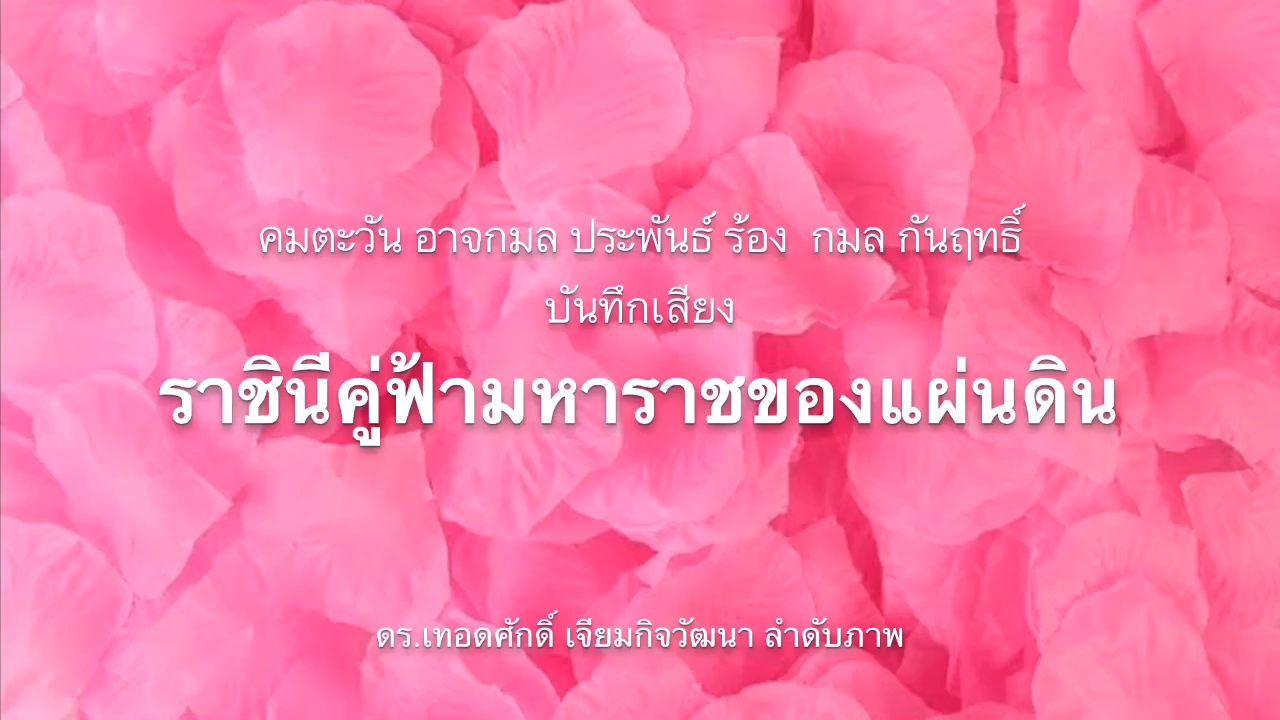 คมตะวัน อาจกมล ประพันธ์ ร้อง  กมล กันฤทธิ์
บันทึกเสียง
ราชินีคู่ฟ้ามหาราชของแผ่นดิน
ดร.เทอดศักดิ์ เจียมกิจวัฒนา ลำดับภาพ